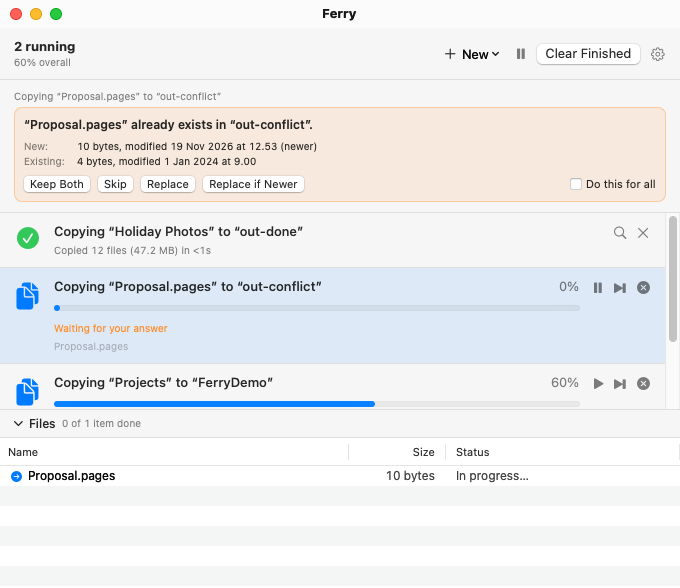 Ferry
2 running
60% overall
New
Clear Finished
Copying “Proposal.pages” to “out-conflict”
“Proposal.pages” already exists in “out-conflict”.
New: 10 bytes, modified 19 Nov 2026 at 12.53 (newer)
Existing: 4 bytes, modified 1 Jan 2024 at 9.00
Keep Both Skip Replace Replace if Newer Do this for all
Copying “Holiday Photos” to “out-done”
Copied 12 files (47.2 MB) in <1s
Copying “Proposal.pages” to “out-conflict” 0%
Waiting for your answer
Proposal.pages
Copying “Projects” to “FerryDemo” 60%
Files 0 of 1 item done
Name Size Status
Proposal.pages 10 bytes In progress...